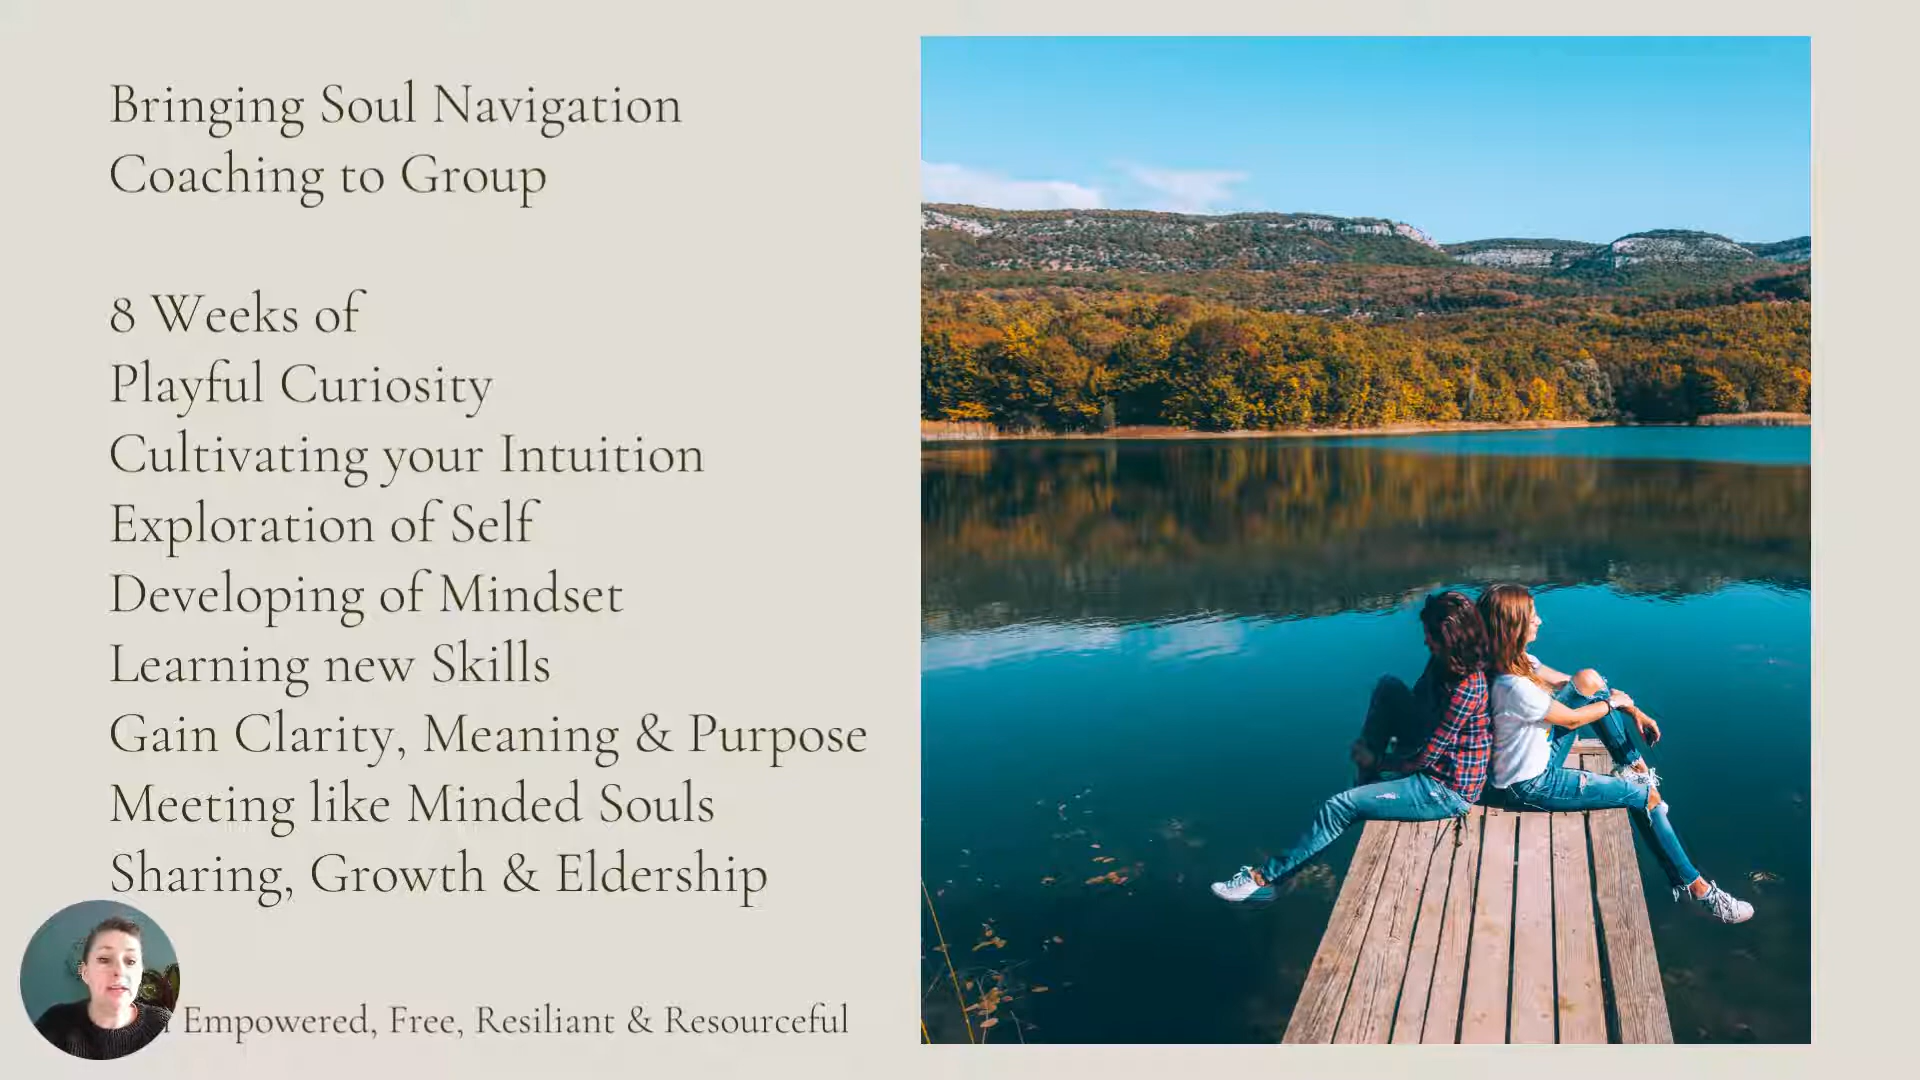 Bringing Soul Navigation
Coaching to Group
8 Weeks of
Playful Curiosity
Cultivating your Intuition
Exploration of Self
Developing of Mindset
Learning new Skills
Gain Clarity, Meaning & Purpose
Meeting like Minded Souls
Sharing, Growth & Eldership
Empowered, Free, Resiliant & Resourceful